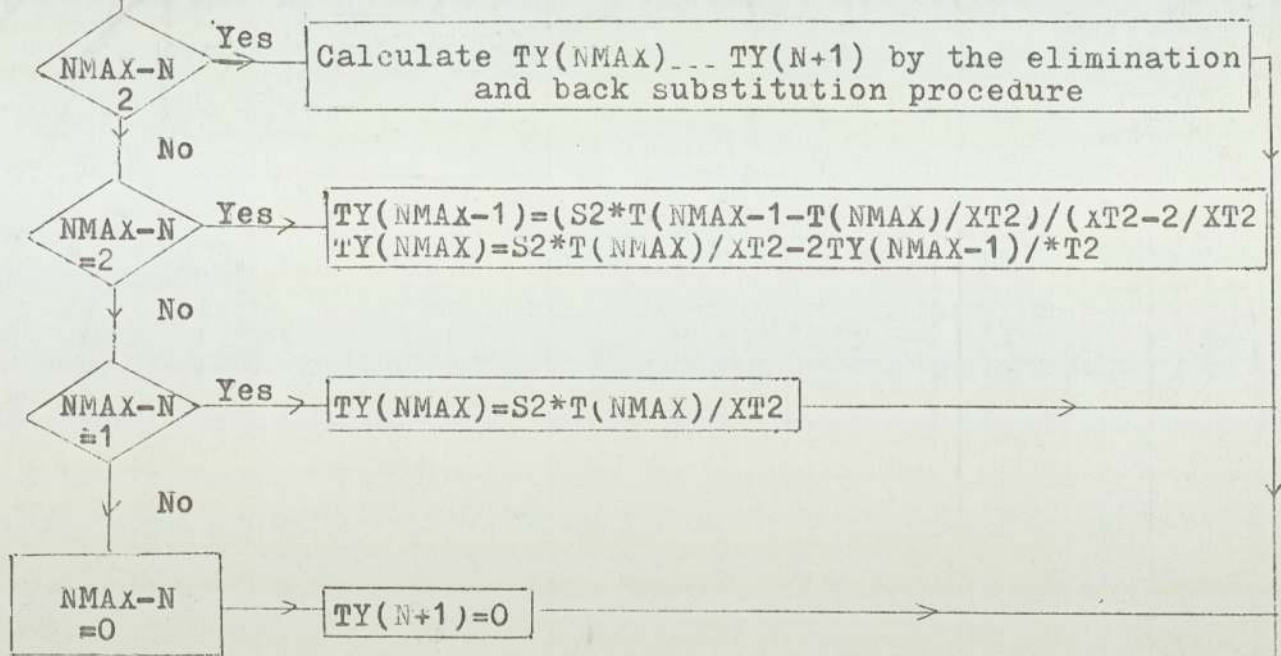 Yes
NMAX-N
2
Calculate TY(NMAX)... TY(N+1) by the elimination
and back substitution procedure
No
NMAX-N
=2
Yes
TY(NMAX-1)=(S2*T(NMAX-1-T(NMAX)/XT2)/(XT2-2/XT2
TY(NMAX)=S2*T(NMAX)/XT2-2TY(NMAX-1)/*T2
No
NMAX-N
=1
Yes
TY(NMAX)=S2*T(NMAX)/XT2
No
NMAX-N
=0
TY(N+1)=0